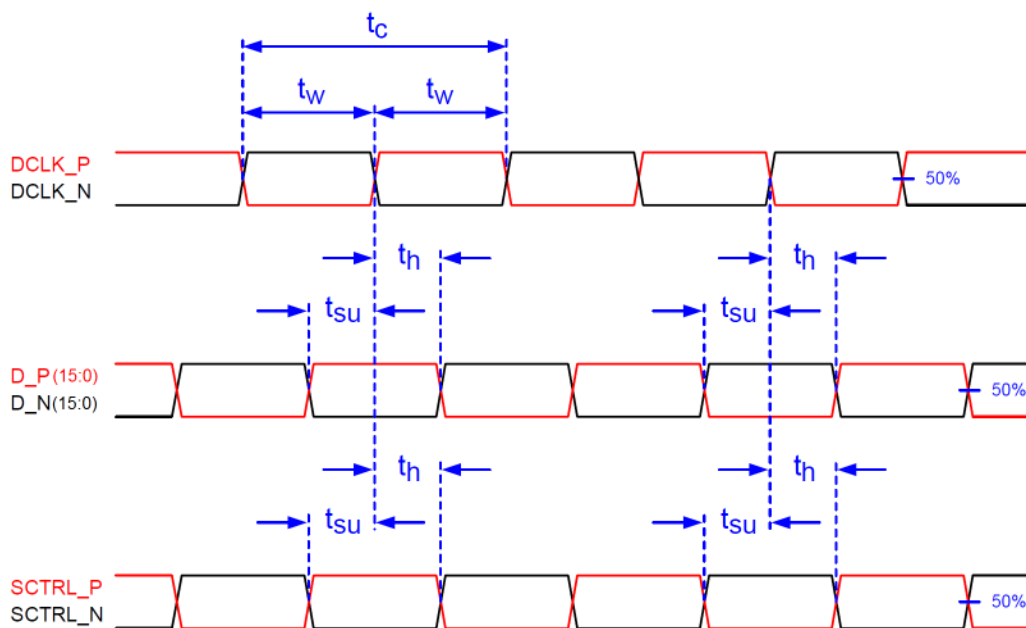 tc
tw tw
DCLK_P
DCLK_N
50%
th th
tsu tsu
D_P(15:0)
D_N(15:0)
50%
th th
tsu tsu
SCTRL_P
SCTRL_N
50%